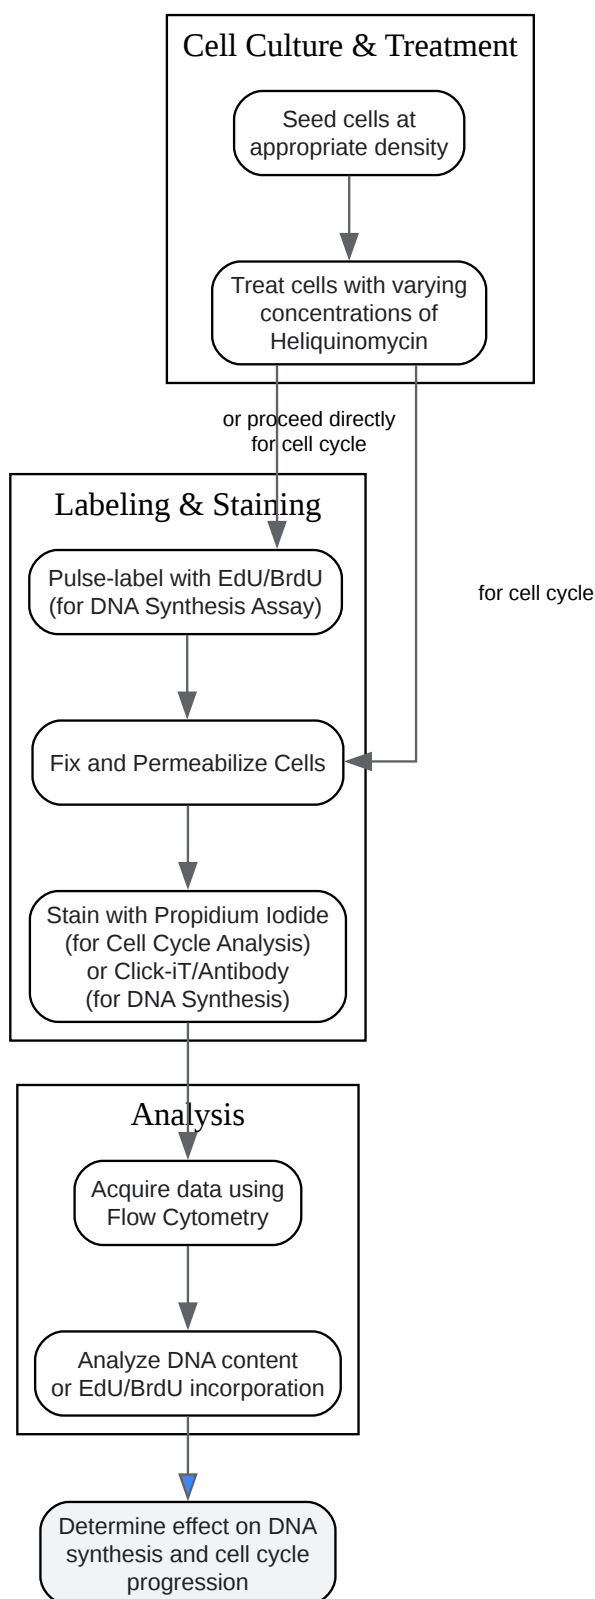 Cell Culture & Treatment
Seed cells at
appropriate density
Treat cells with varying
concentrations of
Heliquinomycin
or proceed directly
for cell cycle
Labeling & Staining
Pulse-label with EdU/BrdU
(for DNA Synthesis Assay)
for cell cycle
Fix and Permeabilize Cells
Stain with Propidium Iodide
(for Cell Cycle Analysis)
or Click-iT/Antibody
(for DNA Synthesis)
Analysis
Acquire data using
Flow Cytometry
Analyze DNA content
or EdU/BrdU incorporation
Determine effect on DNA
synthesis and cell cycle
progression